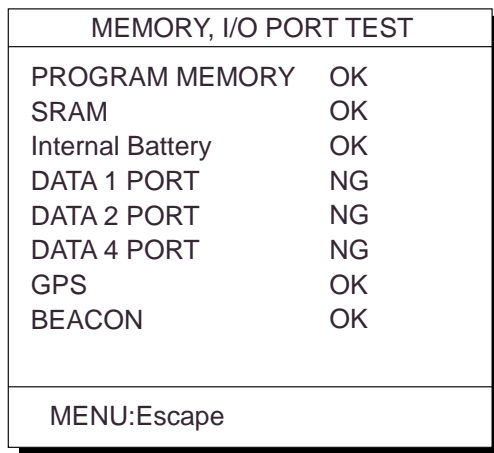 MEMORY, I/O PORT TEST
PROGRAM MEMORY OK
SRAM OK
Internal Battery OK
DATA 1 PORT NG
DATA 2 PORT NG
DATA 4 PORT NG
GPS OK
BEACON OK
MENU:Escape